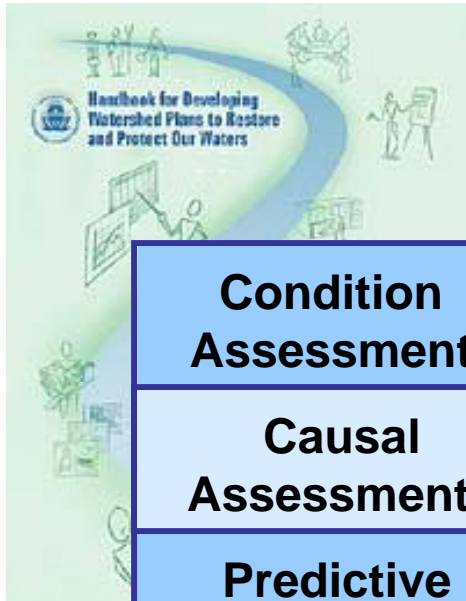 Handbook for Developing
Watershed Plans to Restore
and Protect Our Waters
Condition
Assessment
Causal
Assessment
Predictive